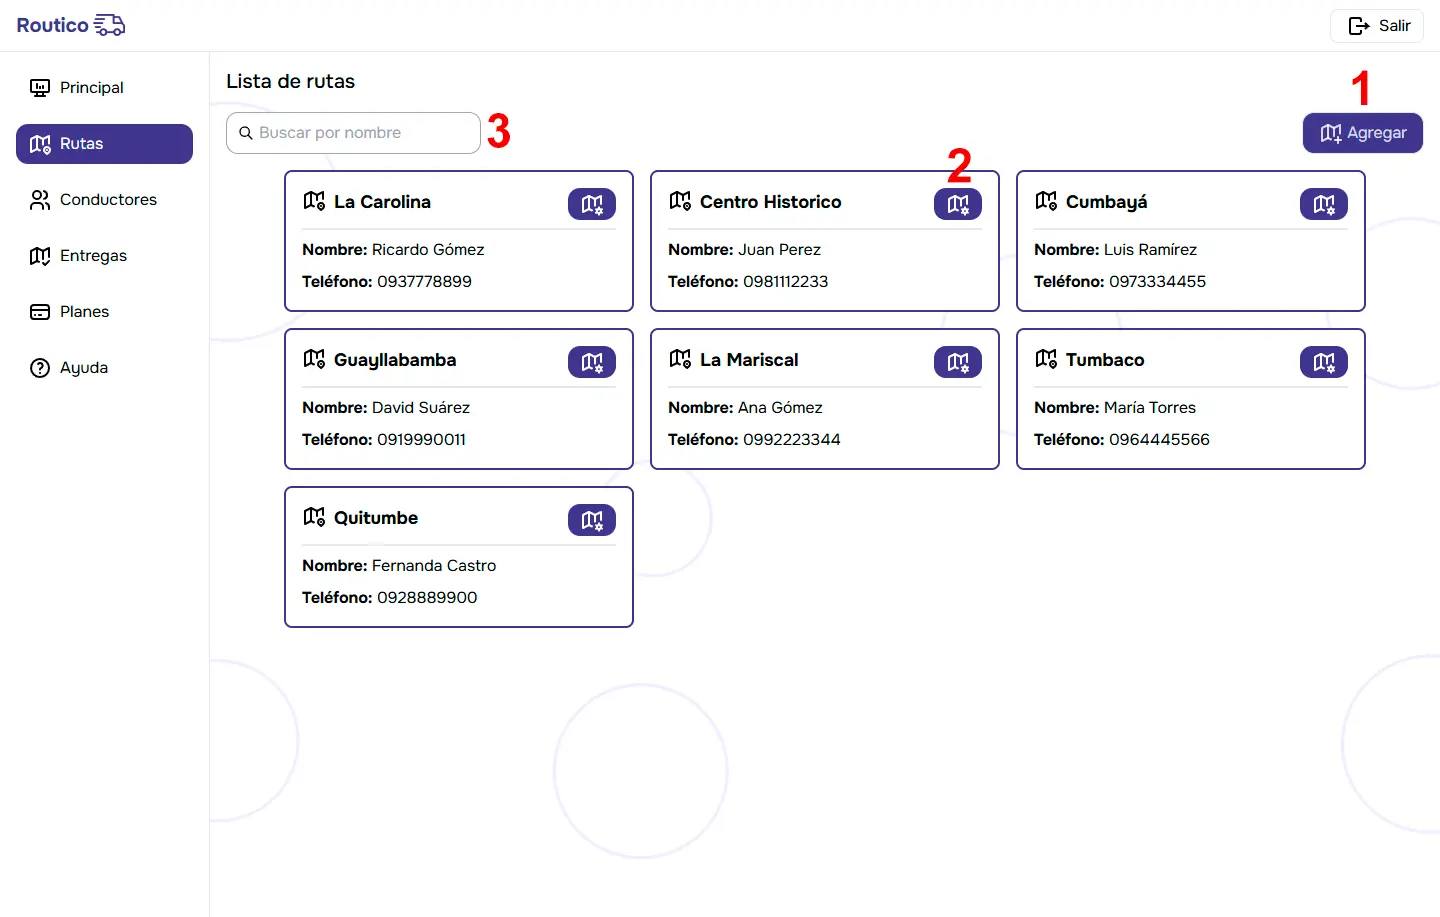 Routico
Salir
Principal
Rutas
Conductores
Entregas
Planes
Ayuda
Lista de rutas
1
Buscar por nombre
3
Agregar
2
La Carolina
Nombre: Ricardo Gómez
Teléfono: 0937778899
Centro Historico
Nombre: Juan Perez
Teléfono: 0981112233
Cumbayá
Nombre: Luis Ramírez
Teléfono: 0973334455
Guayllabamba
Nombre: David Suárez
Teléfono: 0919990011
La Mariscal
Nombre: Ana Gómez
Teléfono: 0992223344
Tumbaco
Nombre: María Torres
Teléfono: 0964445566
Quitumbe
Nombre: Fernanda Castro
Teléfono: 0928889900